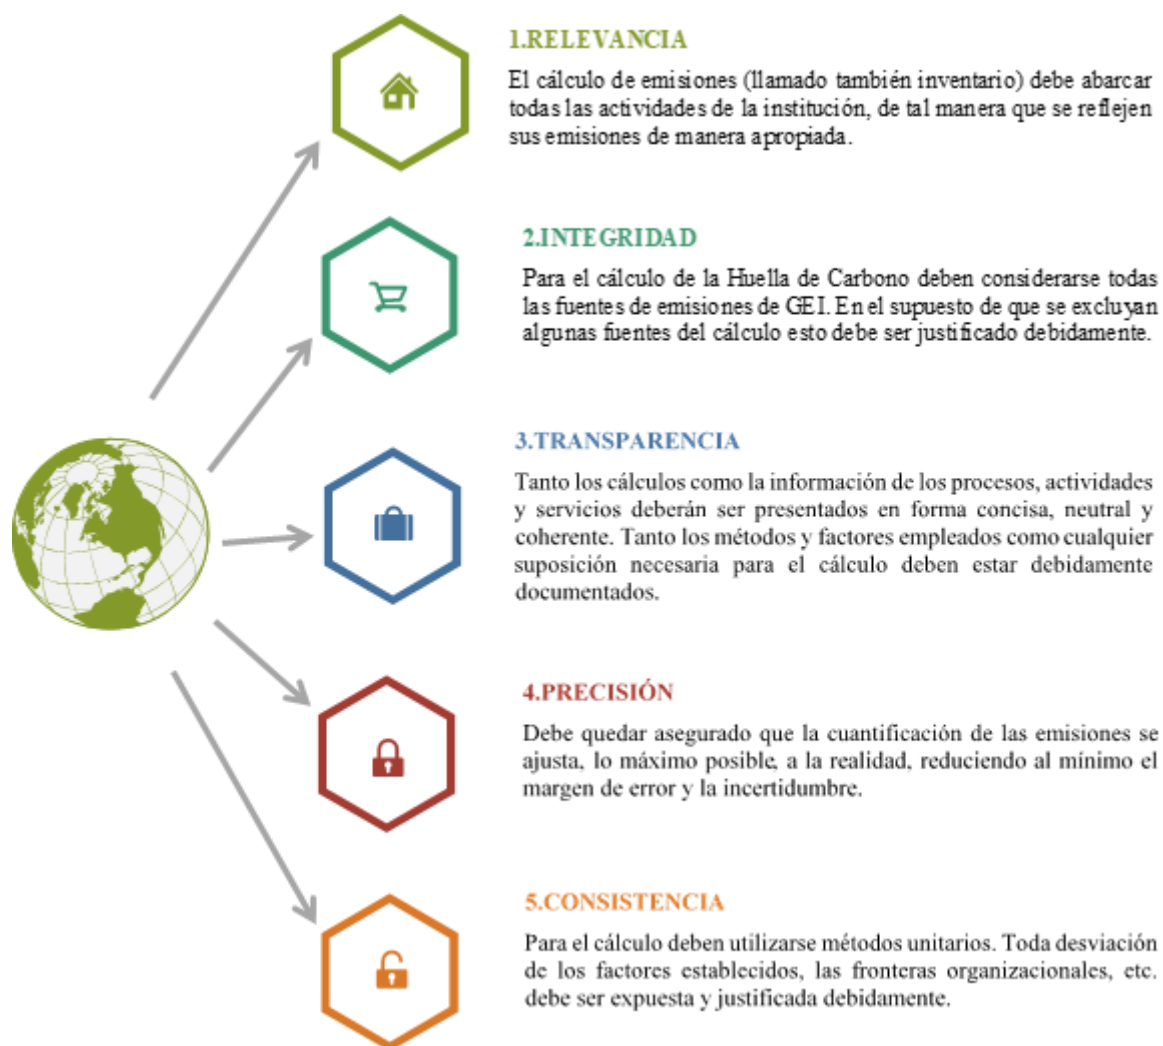 1.RELEVANCIA
El cálculo de emisiones (llamado también inventario) debe abarcar
todas las actividades de la institución, de tal manera que se reflejen
sus emisiones de manera apropiada.
2.INTEGRIDAD
Para el cálculo de la Huella de Carbono deben considerarse todas
las fuentes de emisiones de GEI. En el supuesto de que se excluyan
algunas fuentes del cálculo esto debe ser justificado debidamente.
3.TRANSPARENCIA
Tanto los cálculos como la información de los procesos, actividades
y servicios deberán ser presentados en forma concisa, neutral y
coherente. Tanto los métodos y factores empleados como cualquier
suposición necesaria para el cálculo deben estar debidamente
documentados.
4.PRECISIÓN
Debe quedar asegurado que la cuantificación de las emisiones se
ajusta, lo máximo posible, a la realidad, reduciendo al mínimo el
margen de error y la incertidumbre.
5.CONSISTENCIA
Para el cálculo deben utilizarse métodos unitarios. Toda desviación
de los factores establecidos, las fronteras organizacionales, etc.
debe ser expuesta y justificada debidamente.